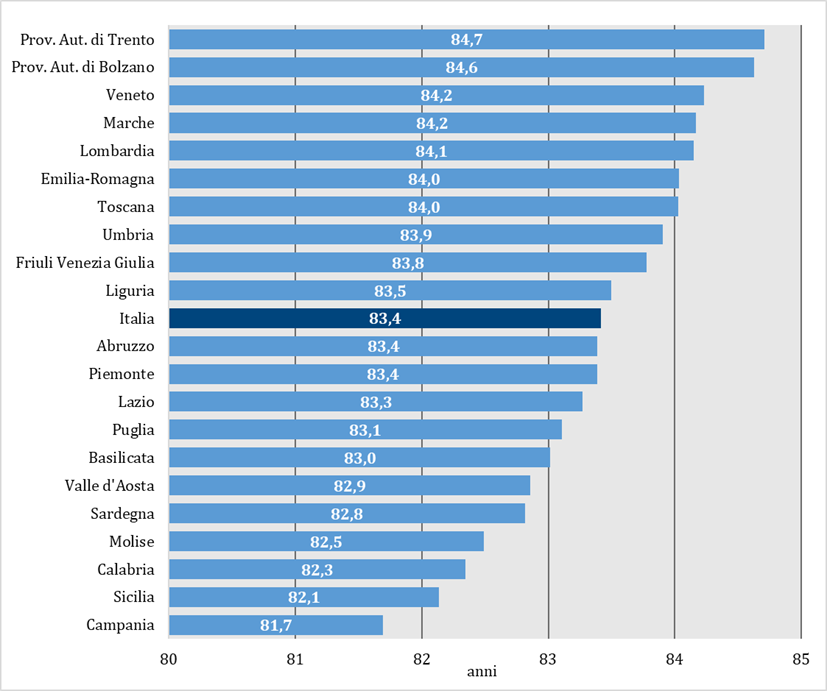 Prov. Aut. di Trento 84,7
Prov. Aut. di Bolzano 84,6
Veneto 84,2
Marche 84,2
Lombardia 84,1
Emilia-Romagna 84,0
Toscana 84,0
Umbria 83,9
Friuli Venezia Giulia 83,8
Liguria 83,5
Italia 83,4
Abruzzo 83,4
Piemonte 83,4
Lazio 83,3
Puglia 83,1
Basilicata 83,0
Valle d'Aosta 82,9
Sardegna 82,8
Molise 82,5
Calabria 82,3
Sicilia 82,1
Campania 81,7
80 81 82 83 84 85
anni